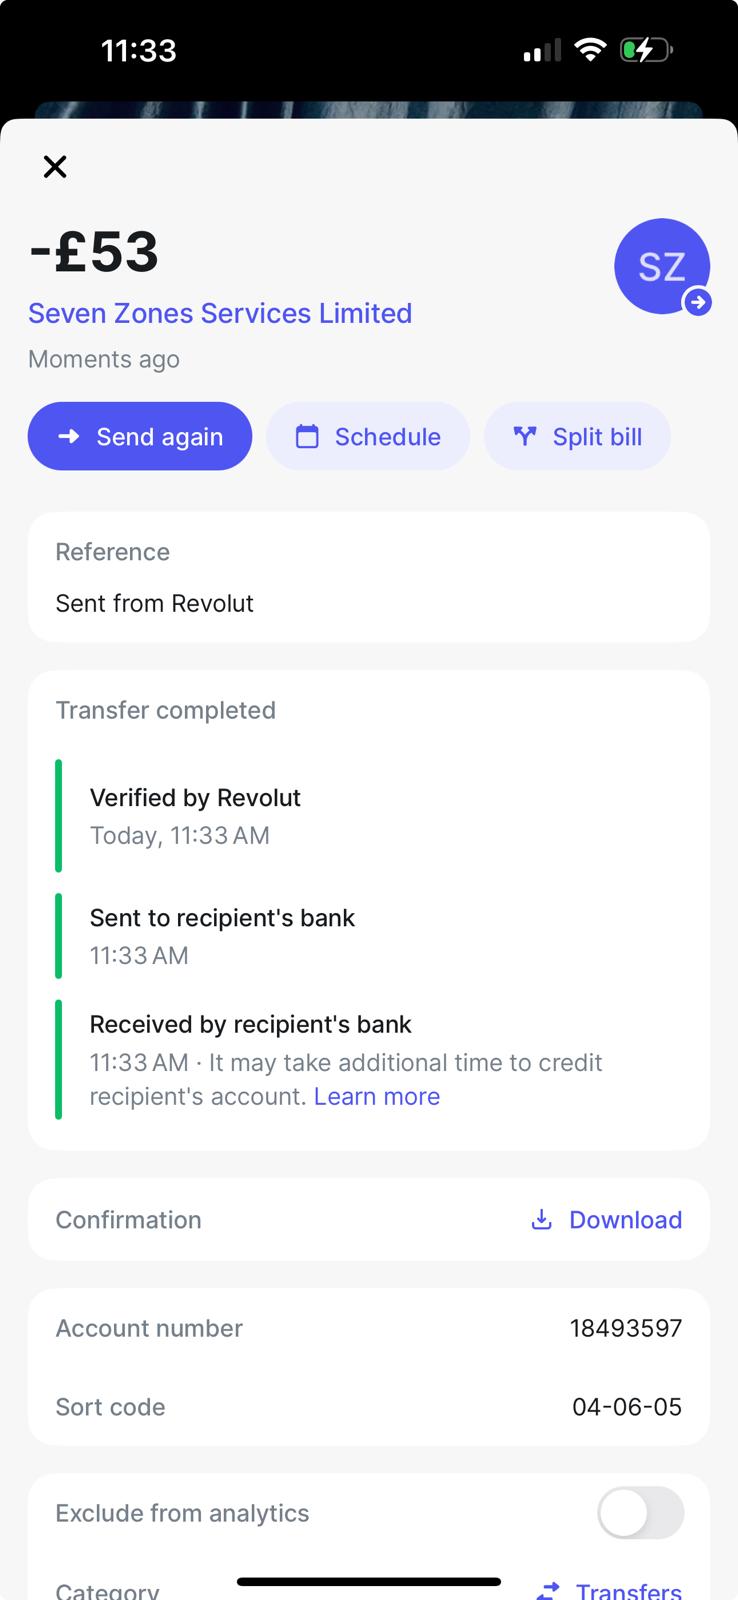 11:33
-£53
SZ
Seven Zones Services Limited
Moments ago
Send again
Schedule
Split bill
Reference
Sent from Revolut
Transfer completed
Verified by Revolut
Today, 11:33 AM
Sent to recipient's bank
11:33 AM
Received by recipient's bank
11:33 AM · It may take additional time to credit
recipient's account. Learn more
Confirmation
Download
Account number
18493597
Sort code
04-06-05
Exclude from analytics
Category
Transfers